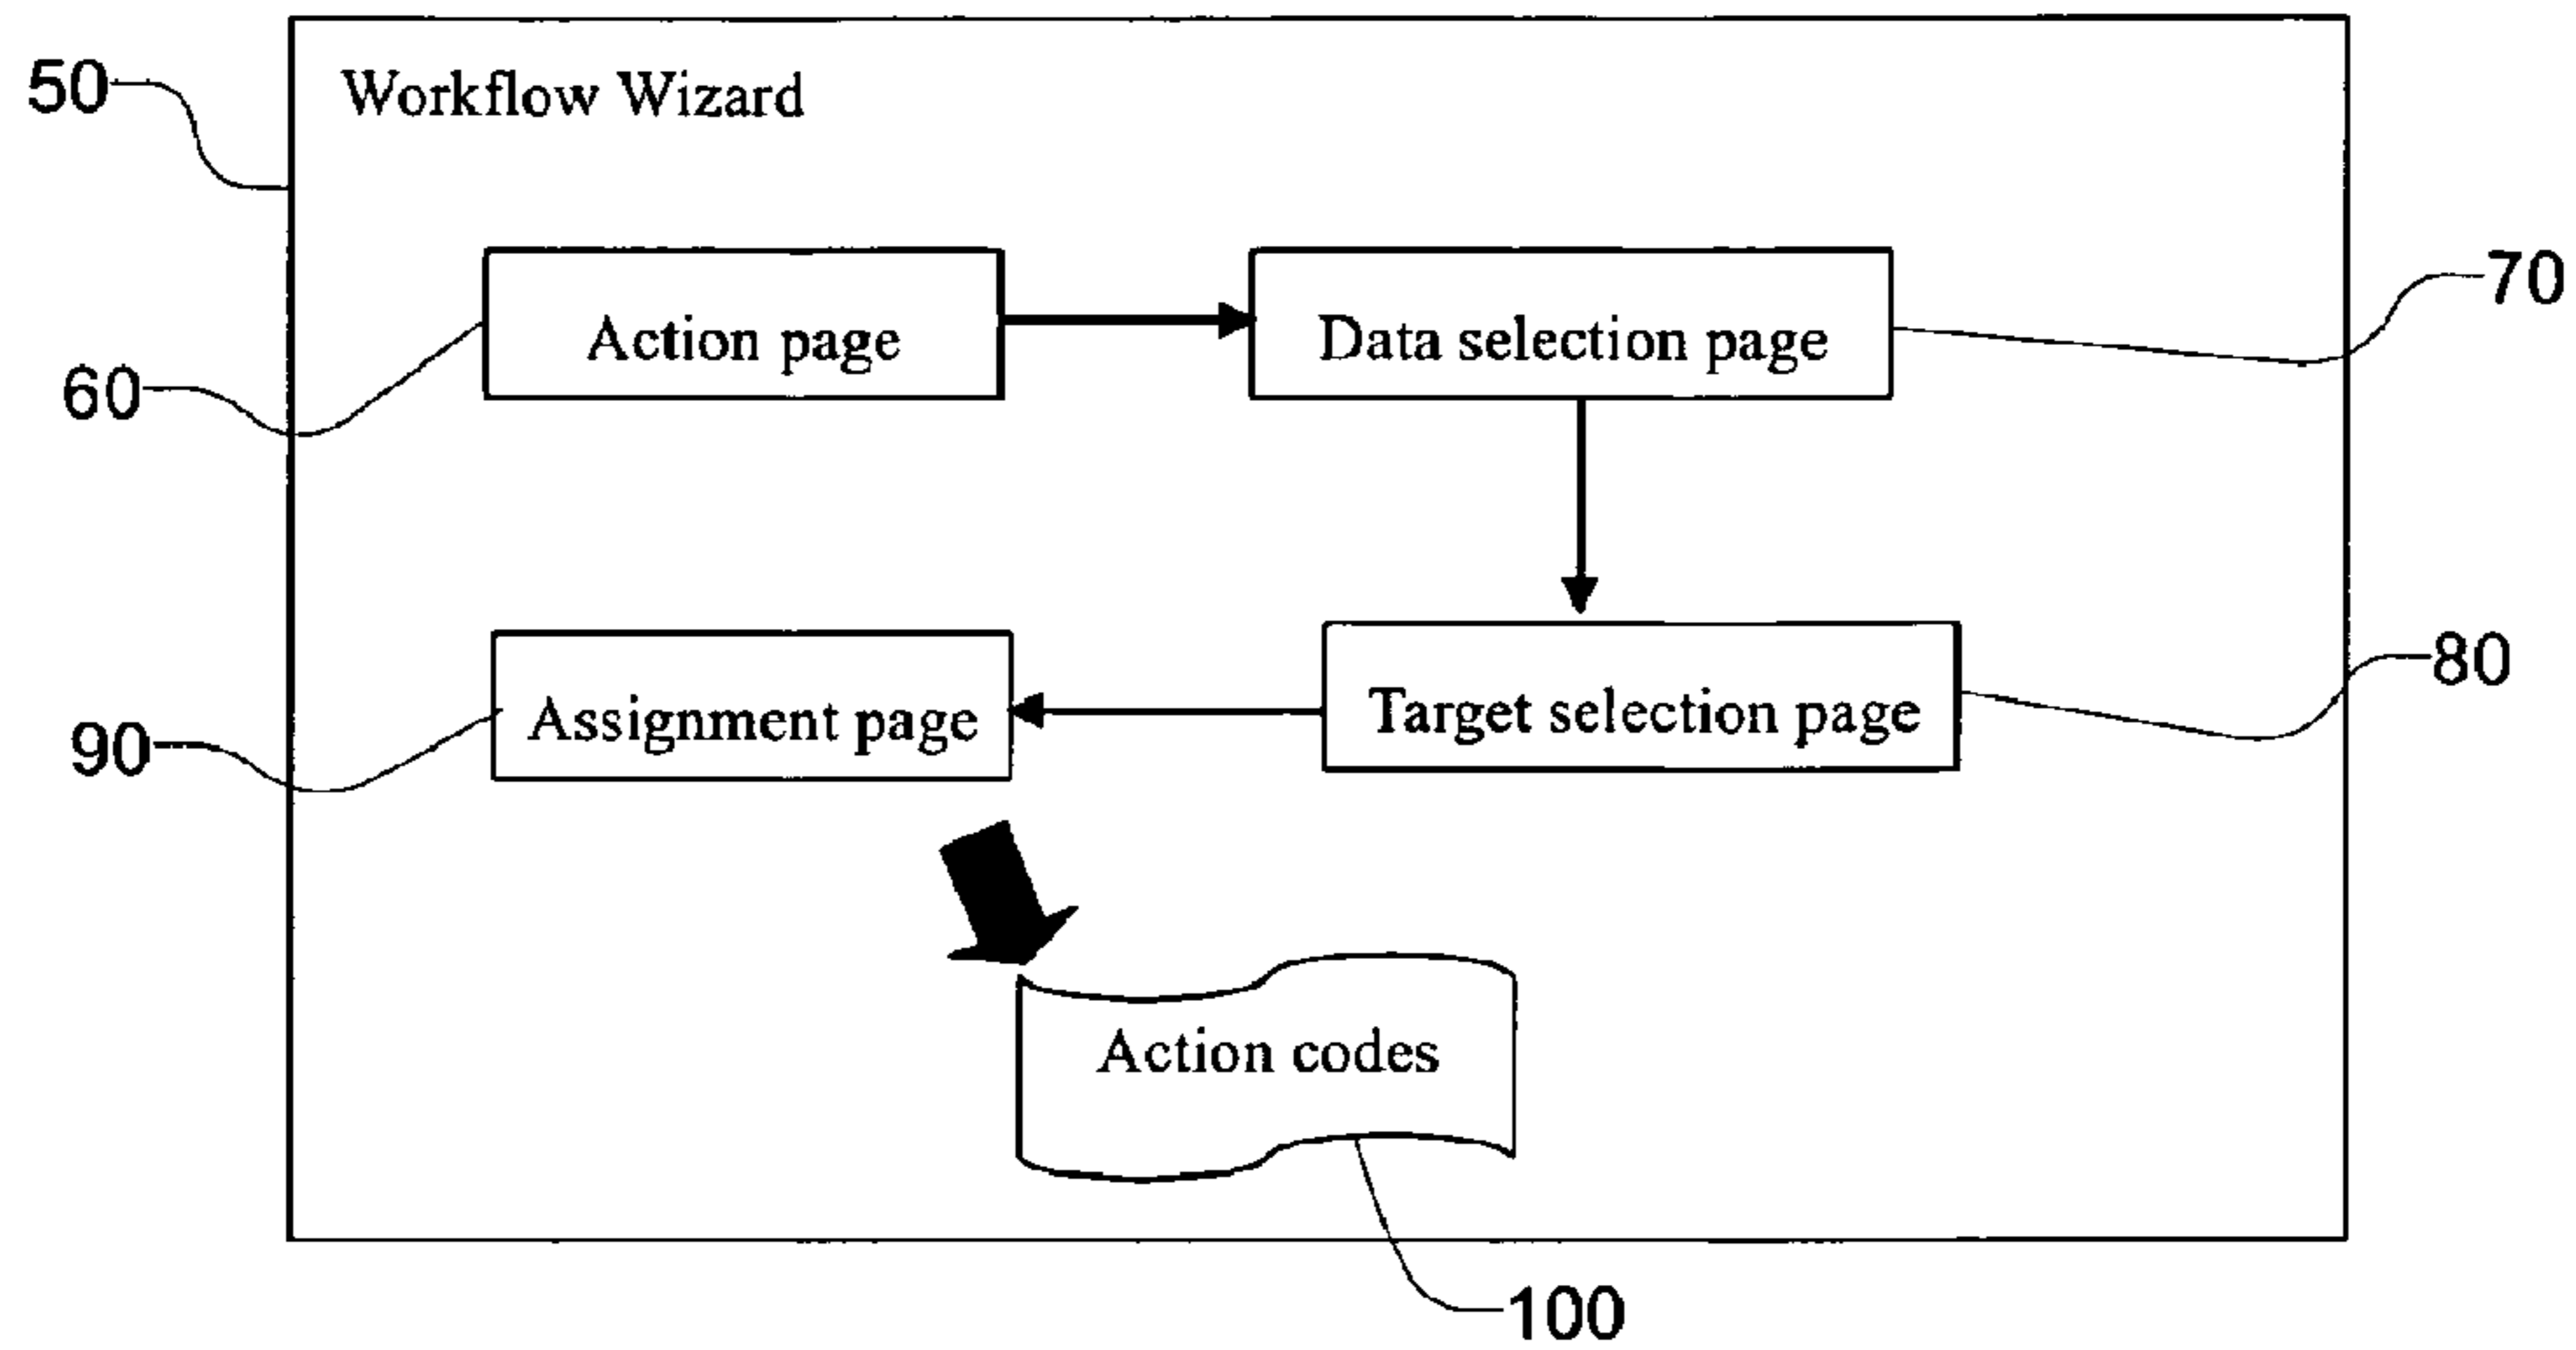 50
Workflow Wizard
Action page
Data selection page
70
60
Assignment page
Target selection page
80
90
Action codes
100